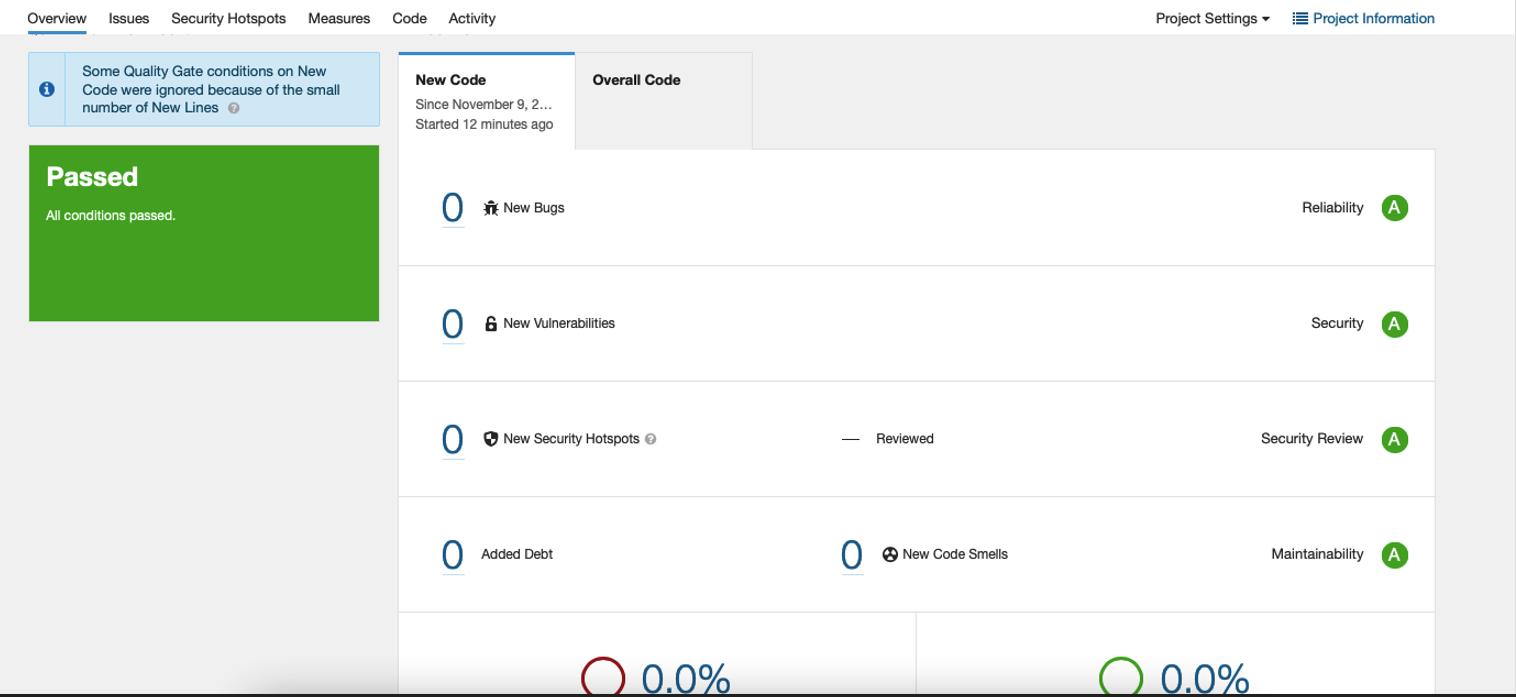 Overview Issues Security Hotspots Measures Code Activity Project Settings Project Information
Some Quality Gate conditions on New
Code were ignored because of the small
number of New Lines ?
Passed
All conditions passed.
New Code
Since November 9, 2...
Started 12 minutes ago
Overall Code
0 New Bugs Reliability A
0 New Vulnerabilities Security A
0 New Security Hotspots ? — Reviewed Security Review A
0 Added Debt 0 New Code Smells Maintainability A
0.0% 0.0%